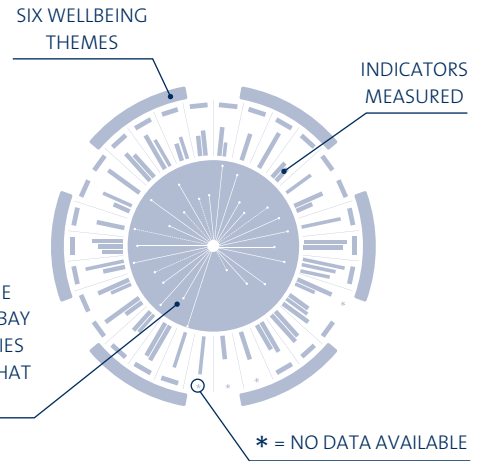 SIX WELLBEING
THEMES
INDICATORS
MEASURED
E
BAY
IES
HAT
* = NO DATA AVAILABLE